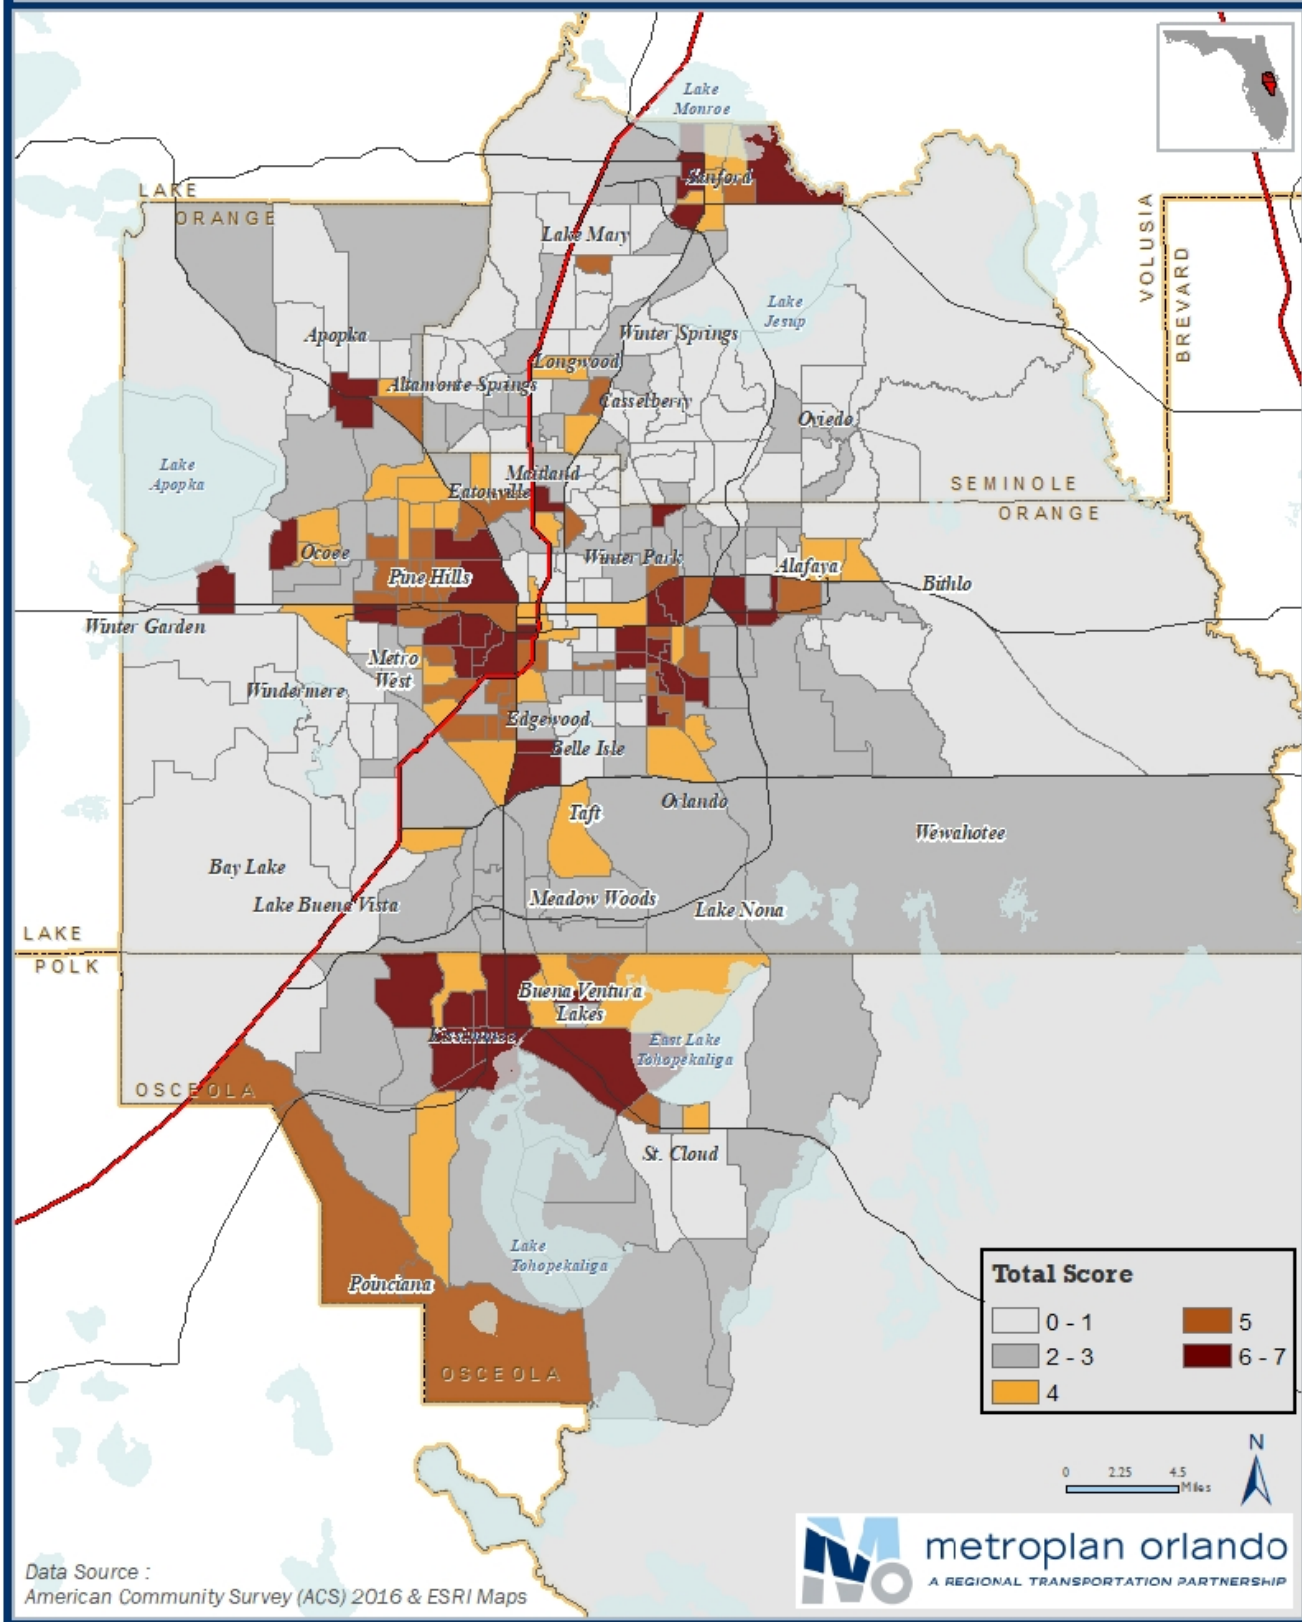 Lake
Monroe
Sanford
LAKE
ORANGE
VOLUSIA
BREVARD
Lake Mary
Lake
Jesup
Apopka
Winter Springs
Longwood
Altamonte Springs
Casselberry
Oviedo
Lake
Apopka
Maitland
Eatonville
SEMINOLE
ORANGE
Ocoee
Winter Park
Alafaya
Pine Hills
Bithlo
Winter Garden
Metro
West
Windermere
Edgewood
Belle Isle
Orlando
Taft
Wewahotee
Bay Lake
Lake Buena Vista
Meadow Woods
Lake Nona
LAKE
POLK
Buena Ventura
Lakes
Kissimmee
East Lake
Tohopekaliga
OSCEOLA
St. Cloud
Lake
Tohopekaliga
Poinciana
OSCEOLA
Total Score
0 - 1
5
2 - 3
6 - 7
4
N
0 2.25 4.5
Miles
metroplan orlando
A REGIONAL TRANSPORTATION PARTNERSHIP
Data Source :
American Community Survey (ACS) 2016 & ESRI Maps